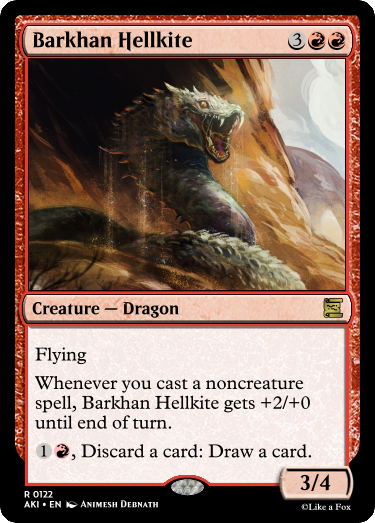 Barkhan Hellkite 3
Creature — Dragon
Flying
Whenever you cast a noncreature
spell, Barkhan Hellkite gets +2/+0
until end of turn.
1 , Discard a card: Draw a card.
3/4
R 0122
AKI • EN Animesh Debnath
©Like a Fox